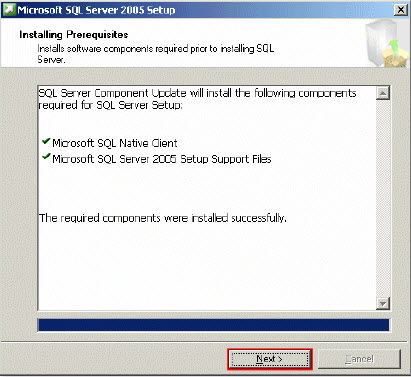 Microsoft SQL Server 2005 Setup
Installing Prerequisites
Installs software components required prior to installing SQL
Server.
SQL Server Component Update will install the following components
required for SQL Server Setup:
Microsoft SQL Native Client
Microsoft SQL Server 2005 Setup Support Files
The required components were installed successfully.
Next >
Cancel